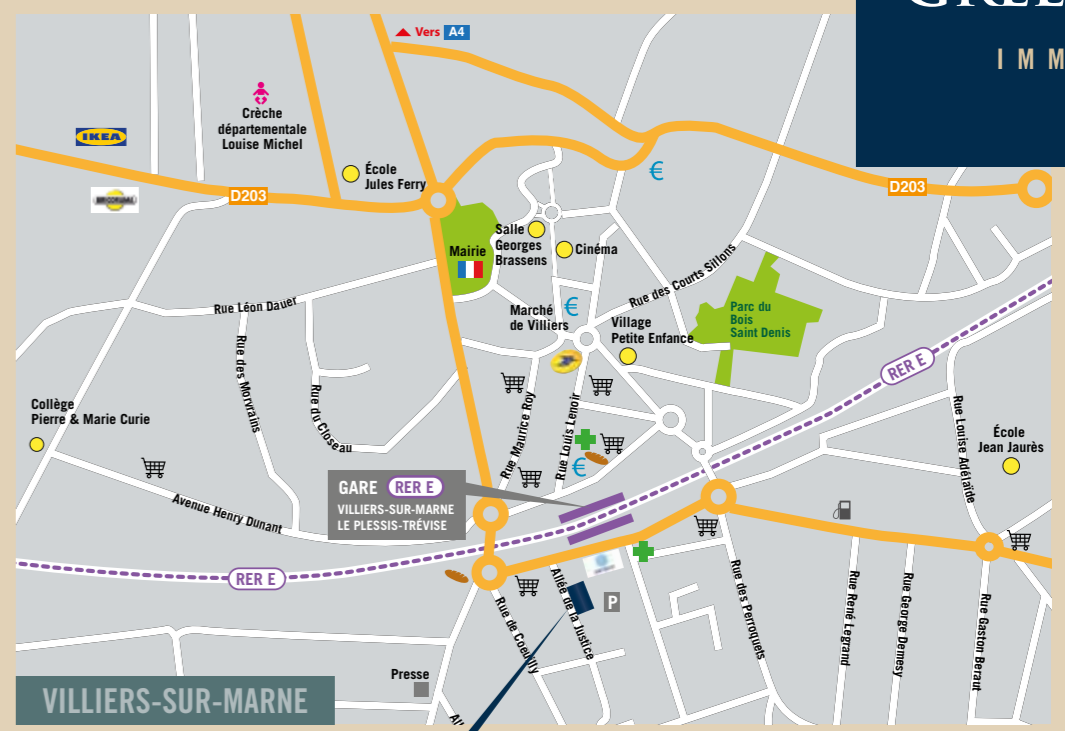 IMM
Vers A4
Crèche
départementale
Louise Michel
IKEA
École
Jules Ferry
D203
D203
Salle
Georges
Brassens
Cinéma
Mairie
Rue des Courts Sillons
Marché
de Villiers
Village
Petite Enfance
Parc du
Bois
Saint Denis
Rue Léon Dauer
Rue des Morvrains
Rue du Closeau
RER E
Collège
Pierre & Marie Curie
Rue Maurice Roy
Rue Louis Lenoir
Rue Louise Adélaïde
École
Jean Jaurès
GARE RER E
VILLIERS-SUR-MARNE
LE PLESSIS-TRÉVISE
Avenue Henry Dunant
RER E
Allée de la Justice
P
Rue de Coeuilly
Rue des Perroquets
Rue René Legrand
Rue George Demesy
Rue Gaston Beraut
Presse
VILLIERS-SUR-MARNE